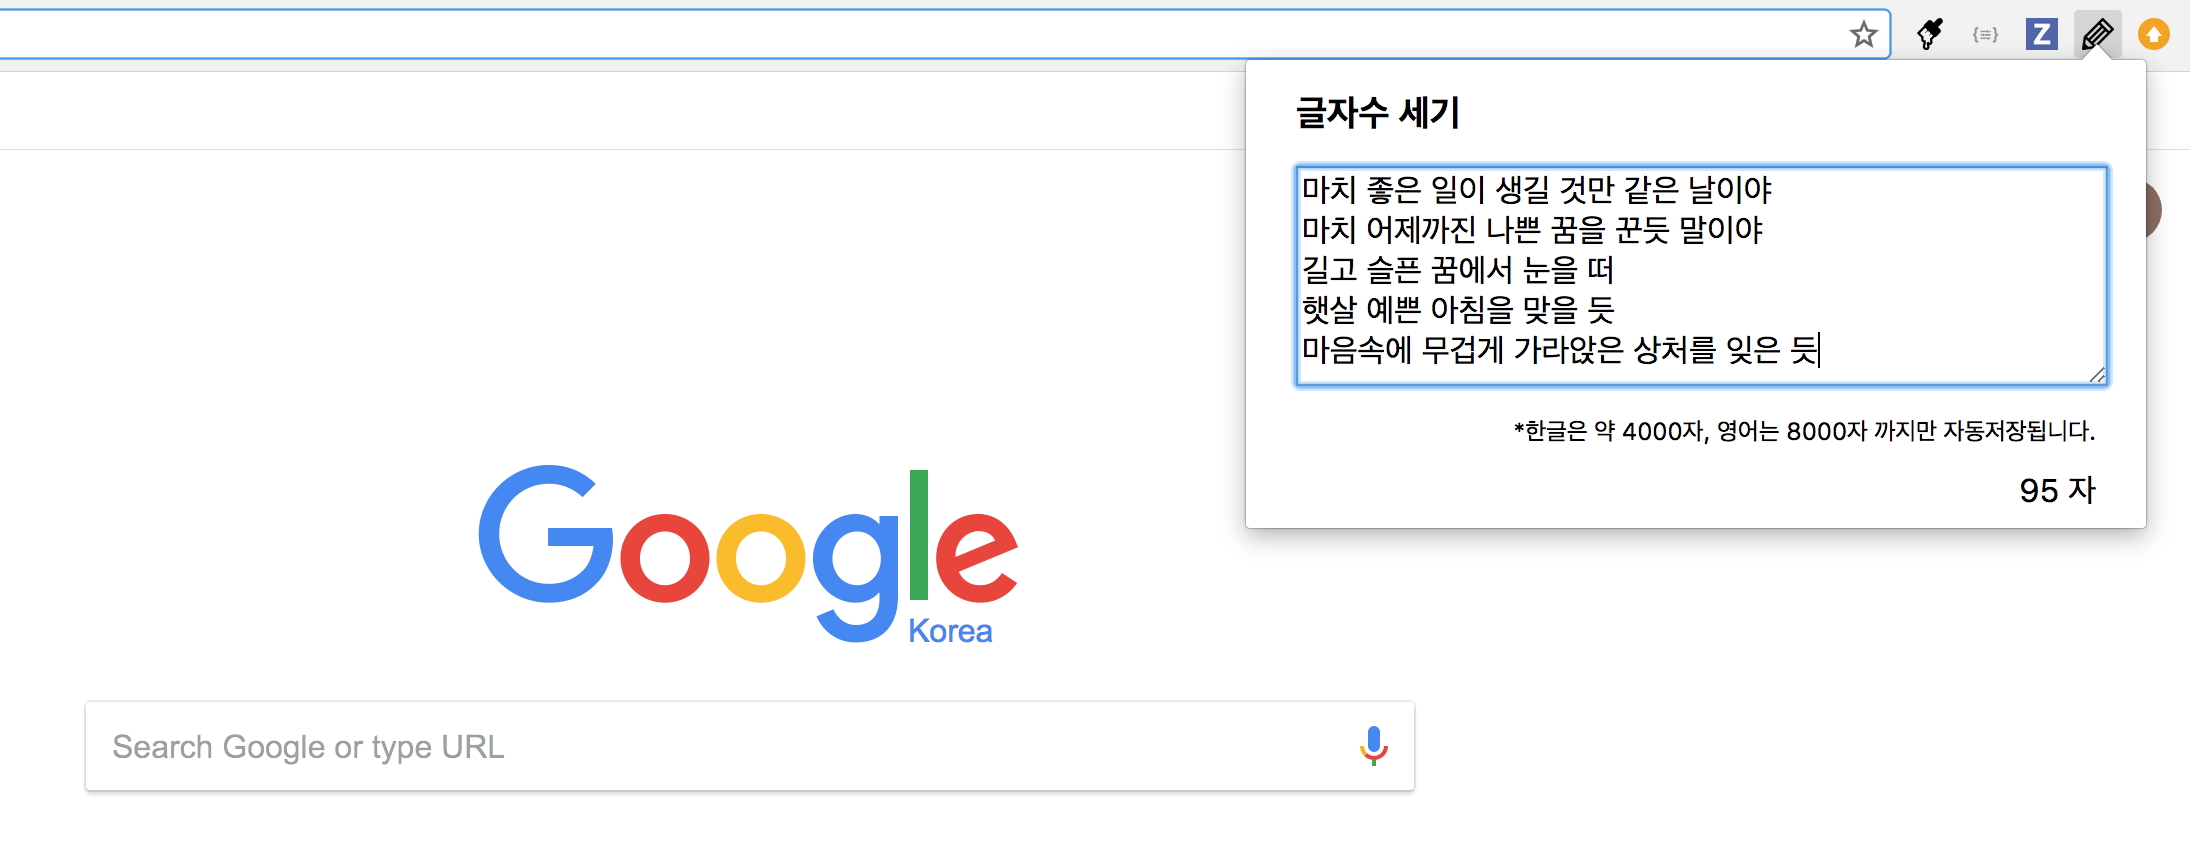 Z
글자수 세기
마치 좋은 일이 생길 것만 같은 날이야
마치 어제까진 나쁜 꿈을 꾼듯 말이야
길고 슬픈 꿈에서 눈을 떠
햇살 예쁜 아침을 맞을 듯
마음속에 무겁게 가라앉은 상처를 잊은 듯
*한글은 약 4000자, 영어는 8000자 까지만 자동저장됩니다.
95 자
Google
Korea
Search Google or type URL